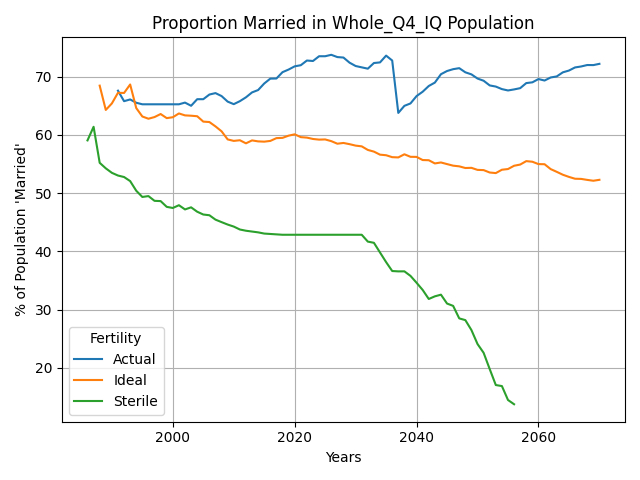 Proportion Married in Whole_Q4_IQ Population
% of Population 'Married'
70
60
50
40
30
20
Fertility
Actual
Ideal
Sterile
2000
2020
2040
2060
Years